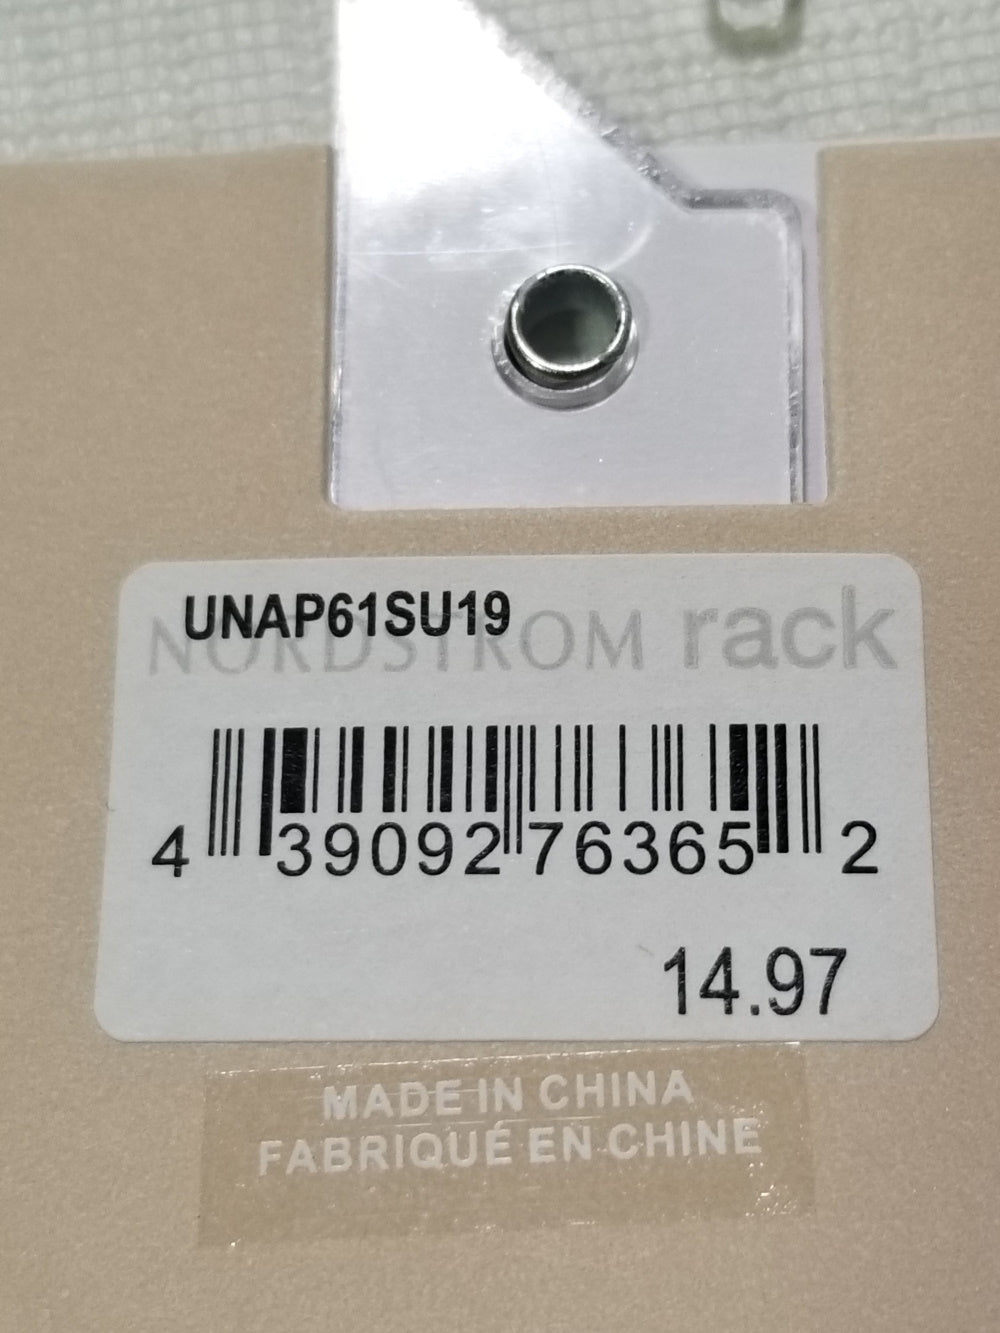 UNAP61SU19
NORDSTROM rack
4 39092 76365 2
14.97
MADE IN CHINA
FABRIQUÉ EN CHINE